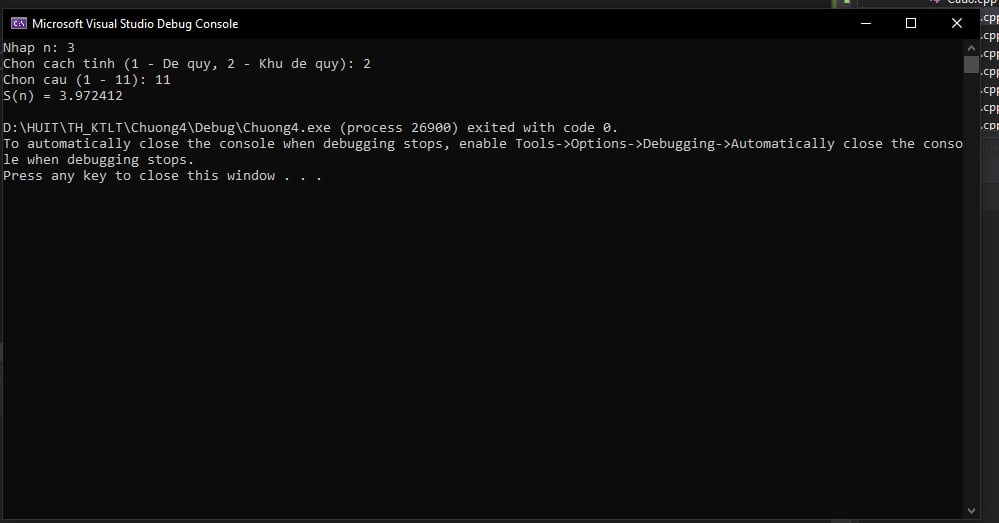 Cau6.cpp
Microsoft Visual Studio Debug Console
.cpp
Nhap n: 3
.cpp
Chon cach tinh (1 - De quy, 2 - Khu de quy): 2
.cpp
Chon cau (1 - 11): 11
.cpp
S(n) = 3.972412
.cpp
.cpp
D:\HUIT\TH_KTLT\Chuong4\Debug\Chuong4.exe (process 26900) exited with code 0.
.cpp
To automatically close the console when debugging stops, enable Tools->Options->Debugging->Automatically close the conso
le when debugging stops.
Press any key to close this window . . .